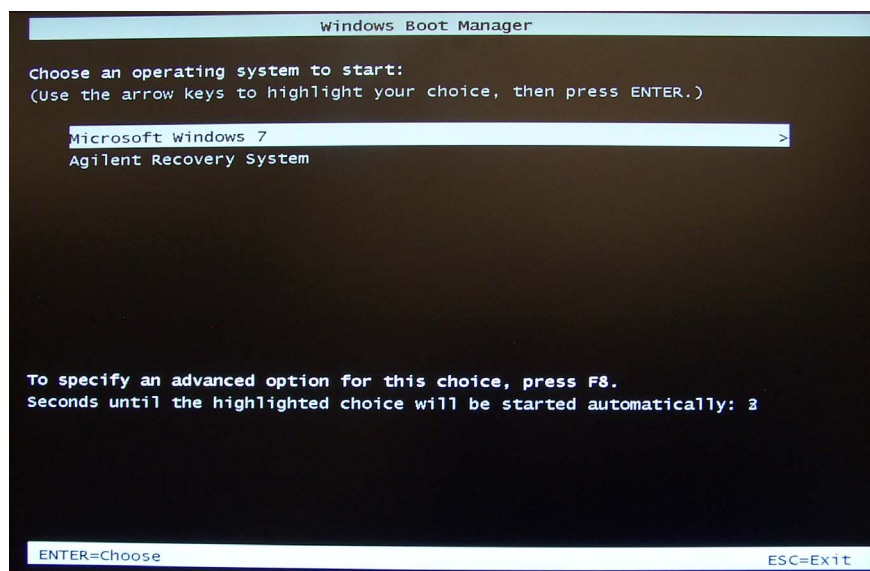 Windows Boot Manager
Choose an operating system to start:
(Use the arrow keys to highlight your choice, then press ENTER.)
Microsoft Windows 7 >
Agilent Recovery System
To specify an advanced option for this choice, press F8.
Seconds until the highlighted choice will be started automatically:
ENTER=Choose ESC=Exit